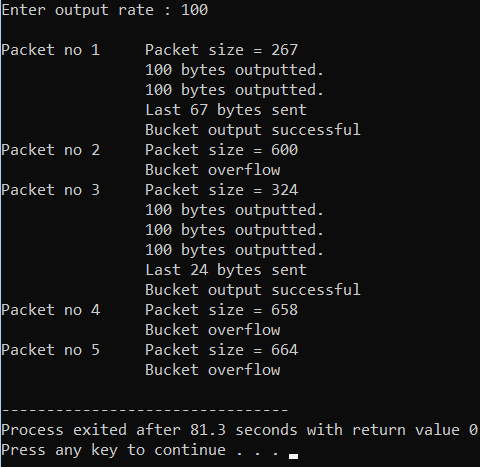 Enter output rate : 100
Packet no 1 Packet size = 267
100 bytes outputted.
100 bytes outputted.
Last 67 bytes sent
Bucket output successful
Packet no 2 Packet size = 600
Bucket overflow
Packet no 3 Packet size = 324
100 bytes outputted.
100 bytes outputted.
100 bytes outputted.
Last 24 bytes sent
Bucket output successful
Packet no 4 Packet size = 658
Bucket overflow
Packet no 5 Packet size = 664
Bucket overflow
--------------------------------
Process exited after 81.3 seconds with return value 0
Press any key to continue . . .